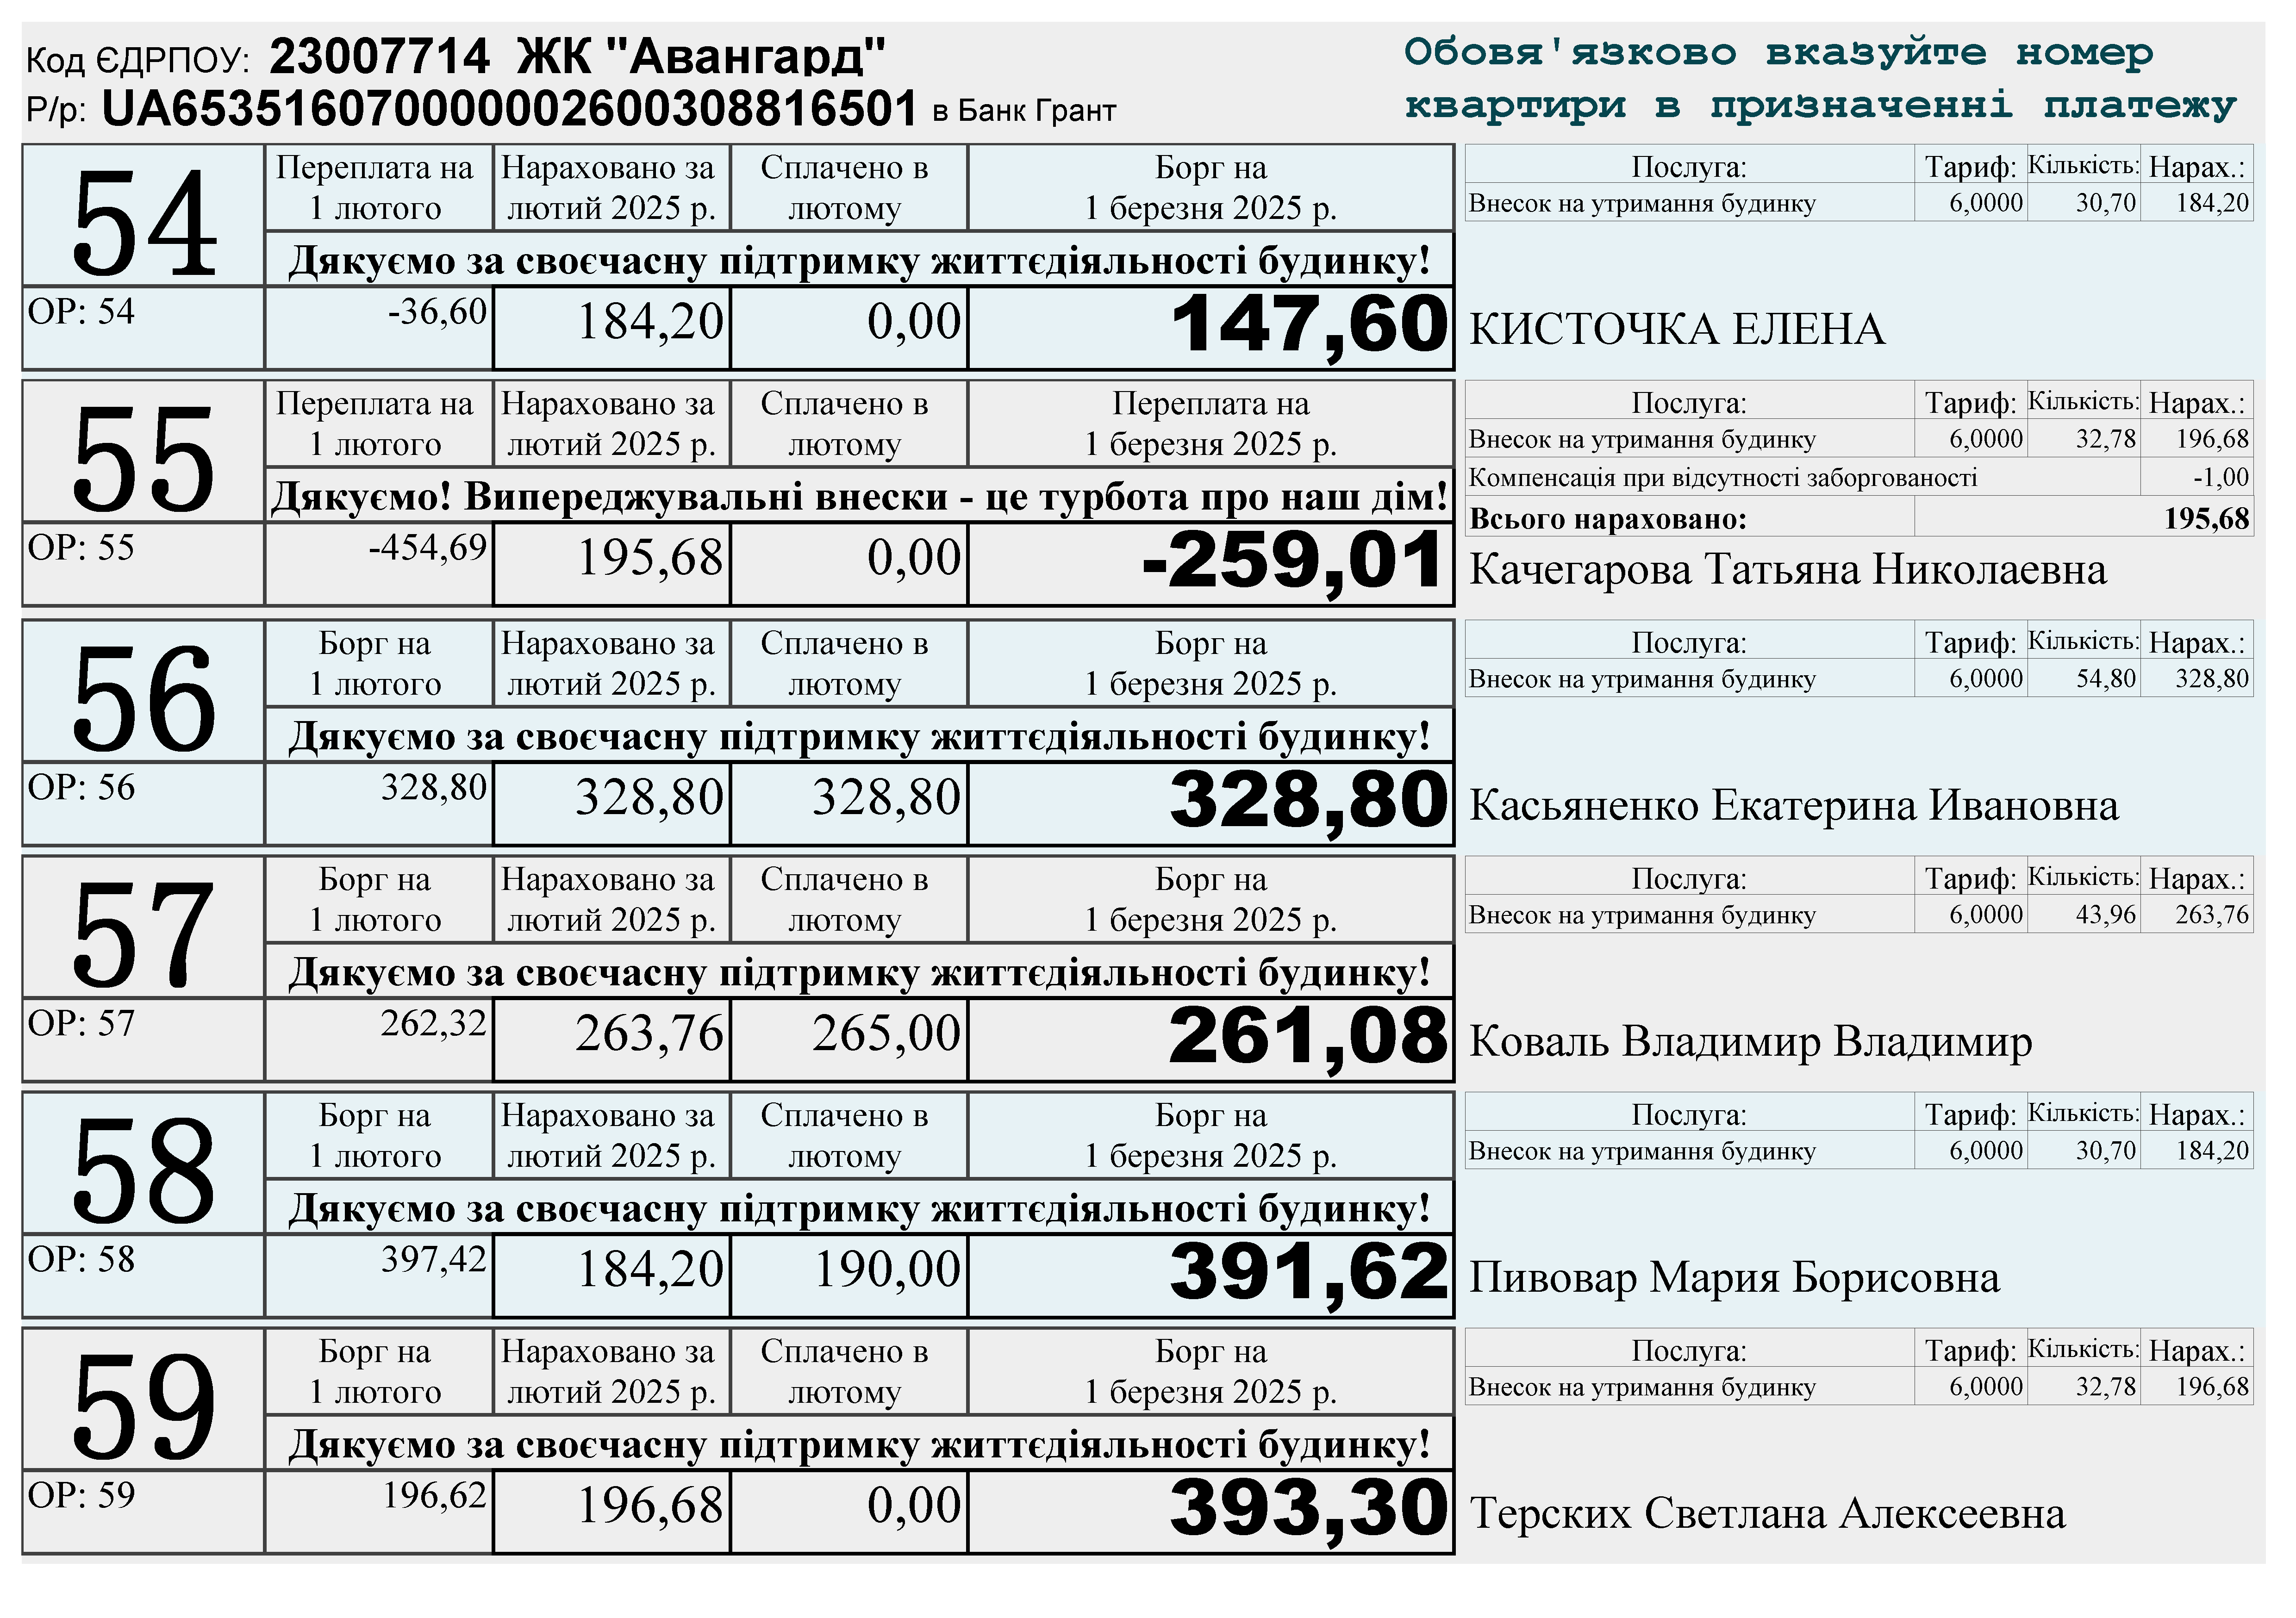 Код ЄДРПОУ: 23007714 ЖК "Авангард"
Р/р: UA653516070000002600308816501 в Банк Грант
Обовя'язково вказуйте номер
квартири в призначенні платежу
54
Переплата на 1 лютого
Нараховано за лютий 2025 р.
Сплачено в лютому
Борг на 1 березня 2025 р.
Дякуємо за своєчасну підтримку життєдіяльності будинку!
ОР: 54 -36,60 184,20 0,00 147,60
Послуга: Тариф: Кількість: Нарах.:
Внесок на утримання будинку 6,0000 30,70 184,20
КИСТОЧКА ЕЛЕНА
55
Переплата на 1 лютого
Нараховано за лютий 2025 р.
Сплачено в лютому
Переплата на 1 березня 2025 р.
Дякуємо! Випереджувальні внески - це турбота про наш дім!
ОР: 55 -454,69 195,68 0,00 -259,01
Послуга: Тариф: Кількість: Нарах.:
Внесок на утримання будинку 6,0000 32,78 196,68
Компенсація при відсутності заборгованості -1,00
Всього нараховано: 195,68
Качегарова Татьяна Николаевна
56
Борг на 1 лютого
Нараховано за лютий 2025 р.
Сплачено в лютому
Борг на 1 березня 2025 р.
Дякуємо за своєчасну підтримку життєдіяльності будинку!
ОР: 56 328,80 328,80 328,80 328,80
Послуга: Тариф: Кількість: Нарах.:
Внесок на утримання будинку 6,0000 54,80 328,80
Касьяненко Екатерина Ивановна
57
Борг на 1 лютого
Нараховано за лютий 2025 р.
Сплачено в лютому
Борг на 1 березня 2025 р.
Дякуємо за своєчасну підтримку життєдіяльності будинку!
ОР: 57 262,32 263,76 265,00 261,08
Послуга: Тариф: Кількість: Нарах.:
Внесок на утримання будинку 6,0000 43,96 263,76
Коваль Владимир Владимир
58
Борг на 1 лютого
Нараховано за лютий 2025 р.
Сплачено в лютому
Борг на 1 березня 2025 р.
Дякуємо за своєчасну підтримку життєдіяльності будинку!
ОР: 58 397,42 184,20 190,00 391,62
Послуга: Тариф: Кількість: Нарах.:
Внесок на утримання будинку 6,0000 30,70 184,20
Пивовар Мария Борисовна
59
Борг на 1 лютого
Нараховано за лютий 2025 р.
Сплачено в лютому
Борг на 1 березня 2025 р.
Дякуємо за своєчасну підтримку життєдіяльності будинку!
ОР: 59 196,62 196,68 0,00 393,30
Послуга: Тариф: Кількість: Нарах.:
Внесок на утримання будинку 6,0000 32,78 196,68
Терских Светлана Алексеевна